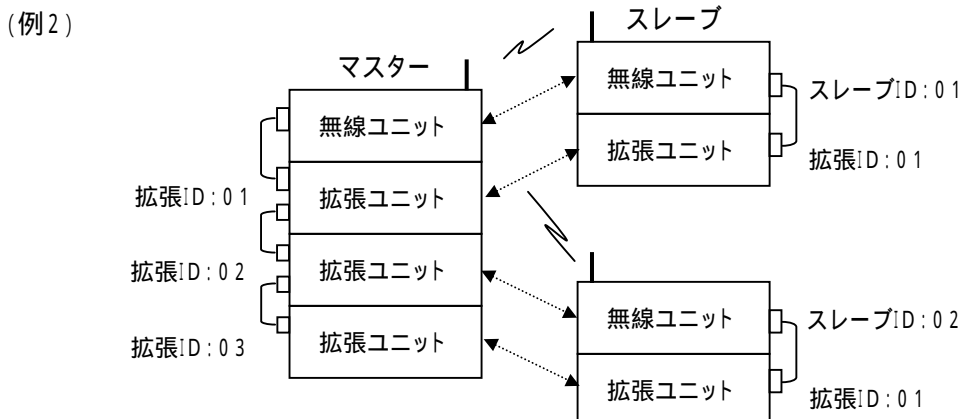 (例2)
マスター
無線ユニット
拡張ユニット
拡張ユニット
拡張ユニット
拡張ID:01
拡張ID:02
拡張ID:03
スレーブ
無線ユニット
スレーブID:01
拡張ユニット
拡張ID:01
無線ユニット
スレーブID:02
拡張ユニット
拡張ID:01